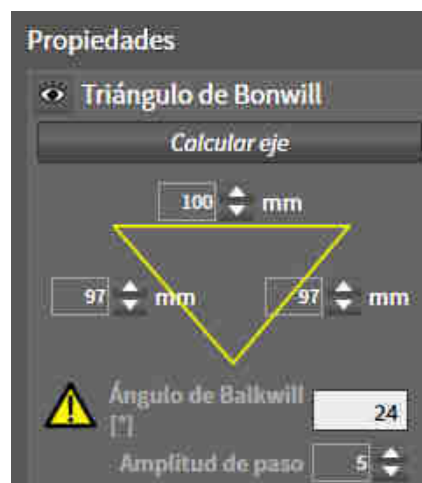 Propiedades
Triángulo de Bonwill
Calcular eje
100 mm
97 mm 97 mm
Ángulo de Balkwill
[°] 24
Amplitud de paso 5